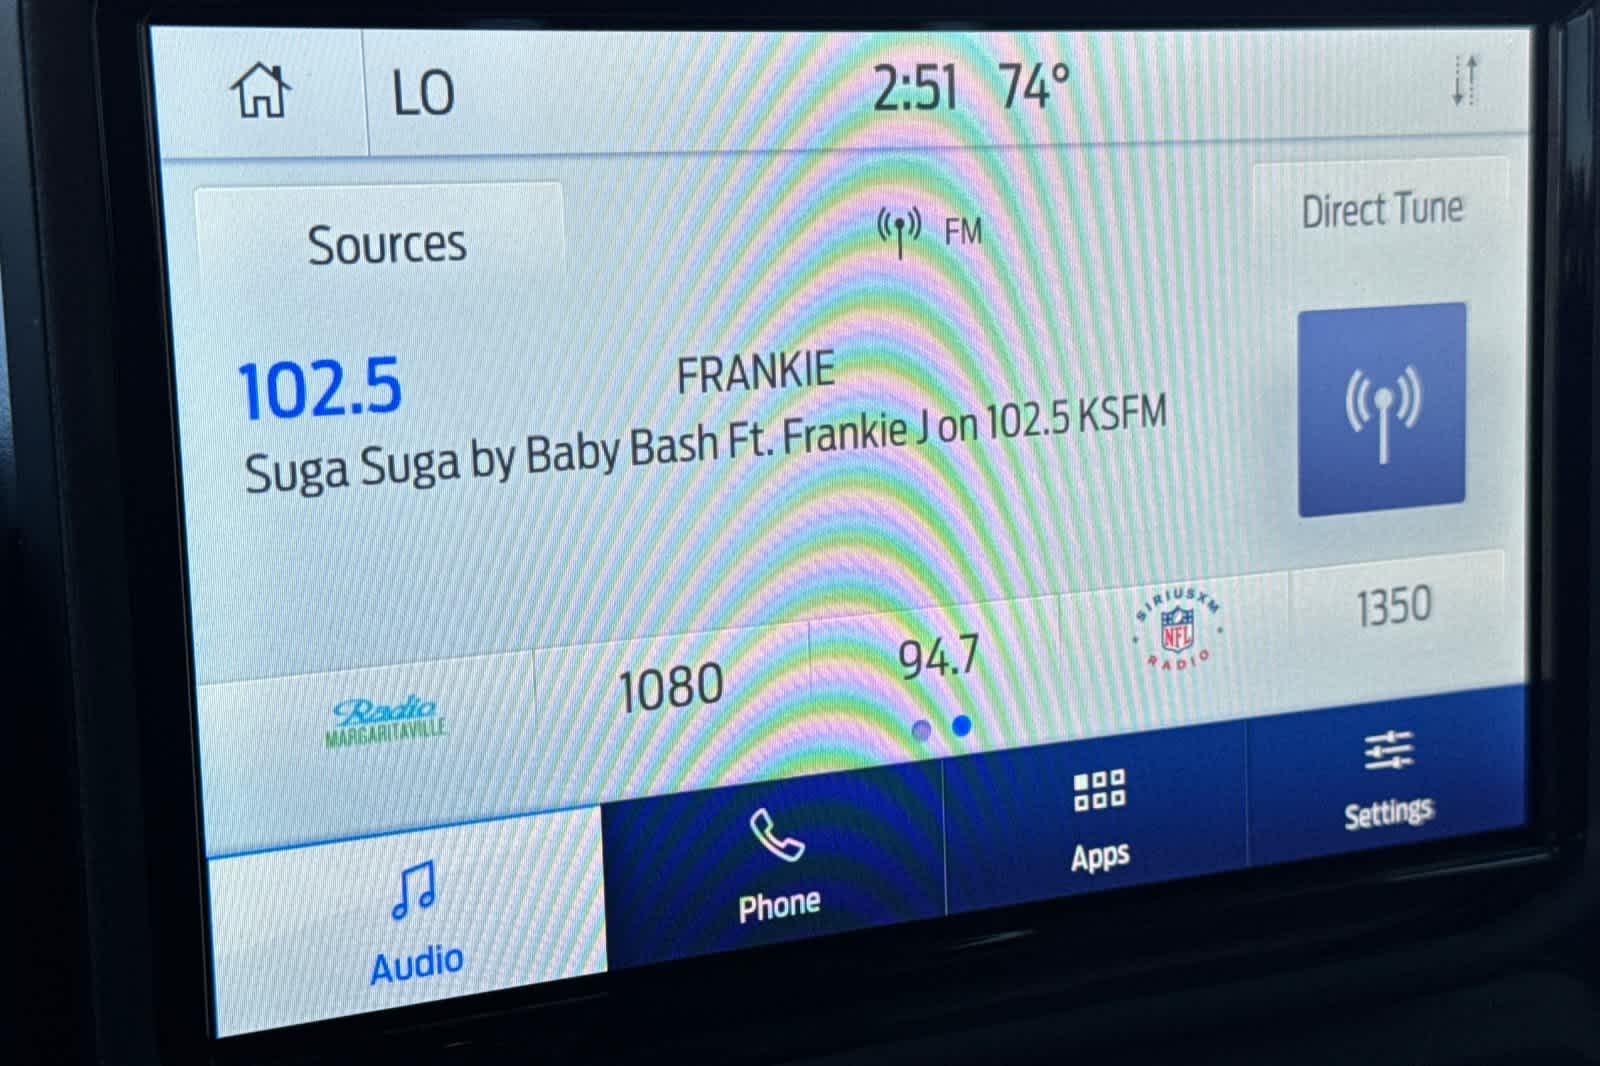 LO 2:51 74°
Sources FM Direct Tune
102.5 FRANKIE
Suga Suga by Baby Bash Ft. Frankie J on 102.5 KSFM
Radio
MARGARITAVILLE
1080
94.7
SIRIUSXM
NFL
RADIO
1350
Audio
Phone
Apps
Settings